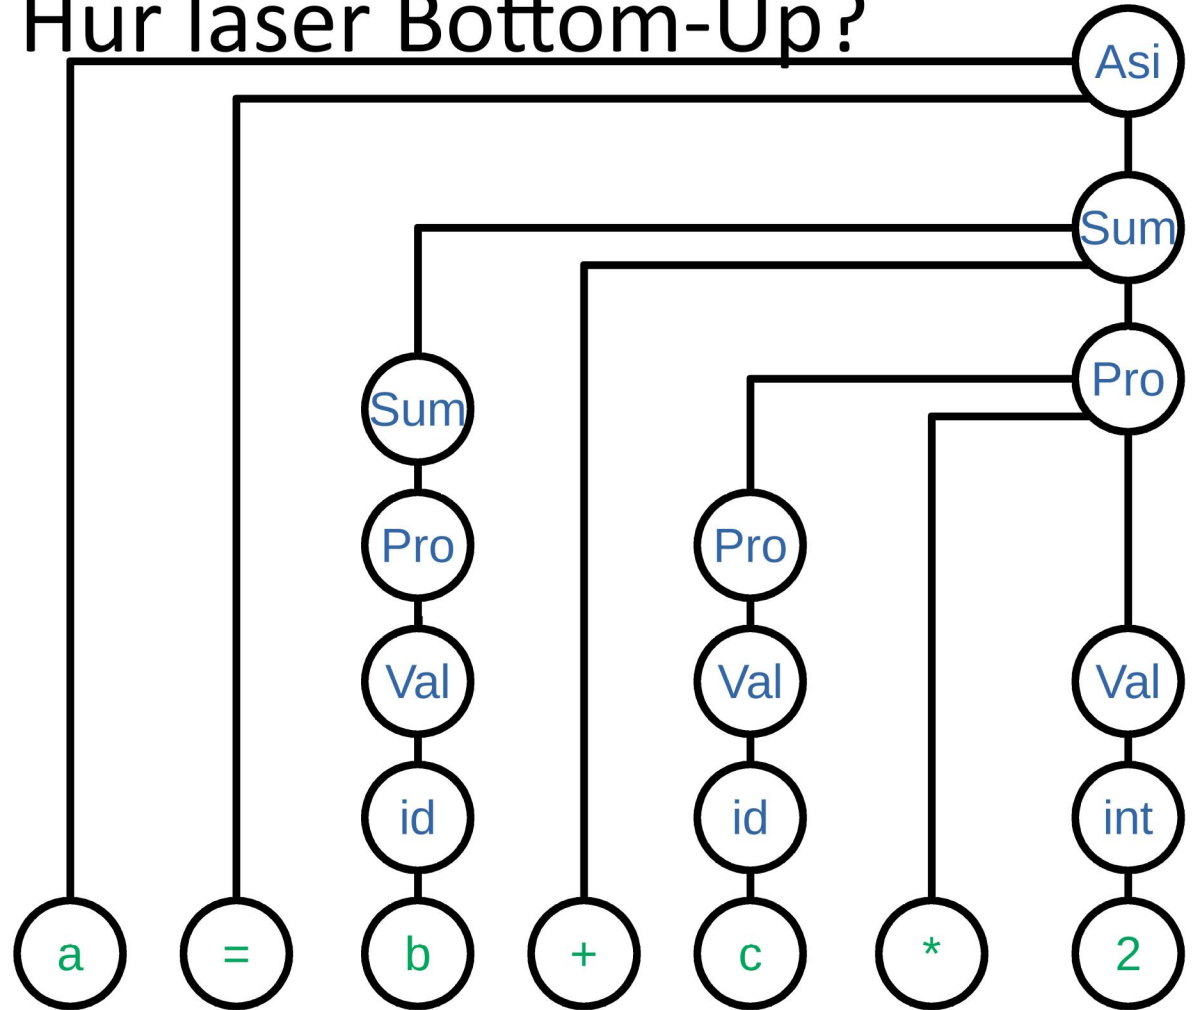 Hur läser Bottom-Up?
Asi
Sum
Pro
Sum
Pro
Pro
Val
Val
Val
id
id
int
a = b + c * 2